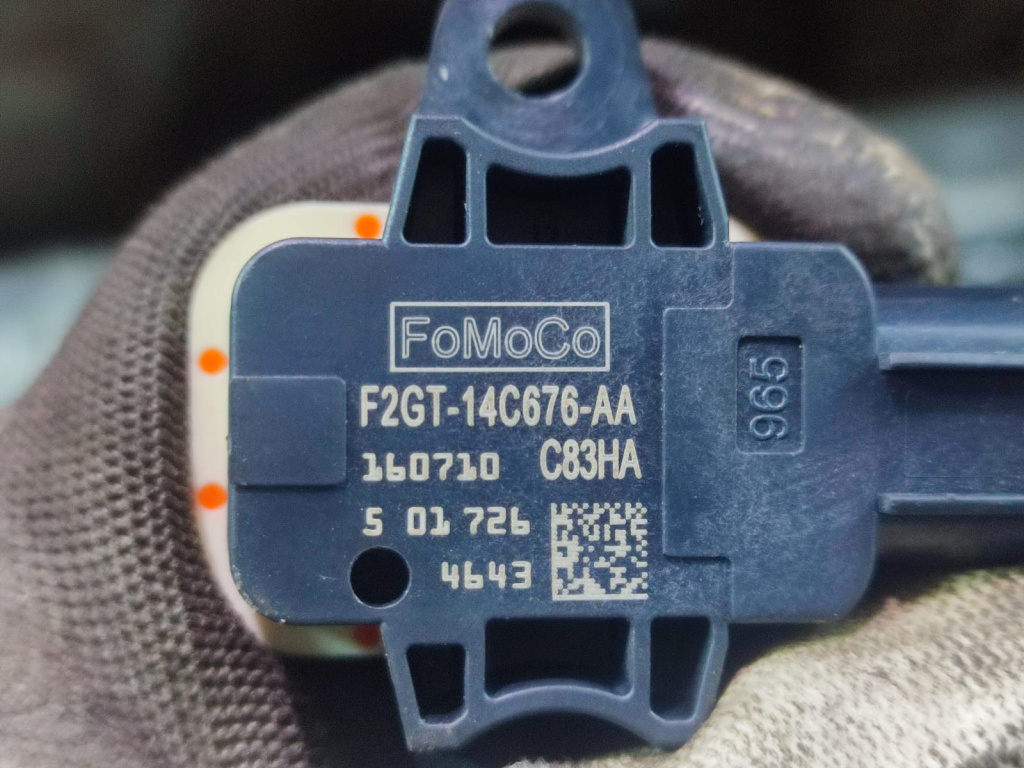 FoMoCo
F2GT-14C676-AA
160710 C83HA
5 01 726
4643
965